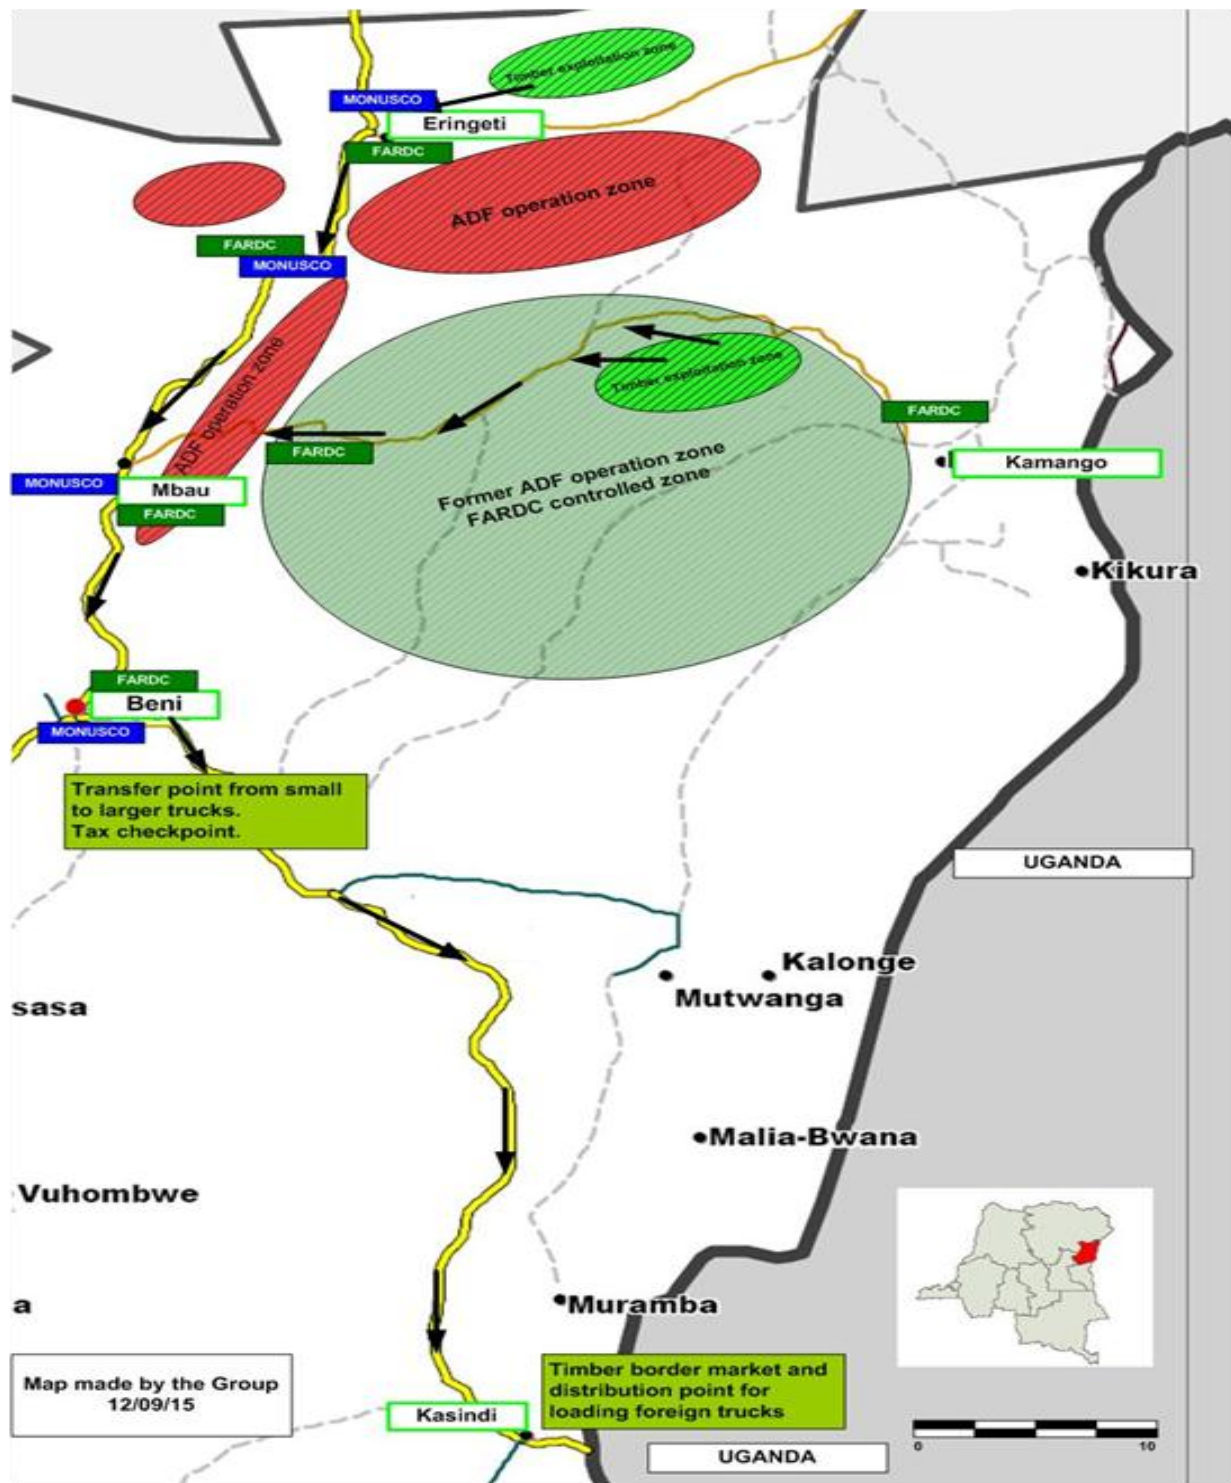 Timber exploitation zone
MONUSCO
Eringeti
FARDC
ADF operation zone
FARDC
MONUSCO
ADF operation zone
Timber exploitation zone
FARDC
FARDC
Kamango
MONUSCO
Mbau
FARDC
Former ADF operation zone
FARDC controlled zone
Kikura
FARDC
Beni
MONUSCO
Transfer point from small
to larger trucks.
Tax checkpoint.
UGANDA
Kalonge
Mutwanga
sasa
Malia-Bwana
Vuhombwe
a
Muramba
Map made by the Group
12/09/15
Timber border market and
distribution point for
loading foreign trucks
Kasindi
UGANDA
0 10